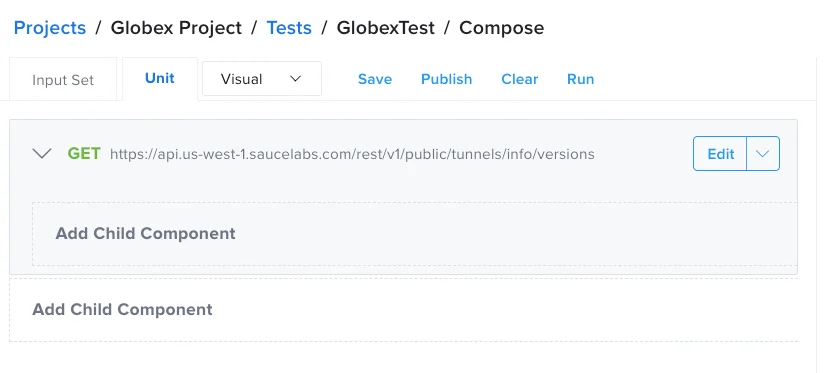 Projects / Globex Project / Tests / GlobexTest / Compose
Input Set Unit Visual Save Publish Clear Run
GET https://api.us-west-1.saucelabs.com/rest/v1/public/tunnels/info/versions Edit
Add Child Component
Add Child Component